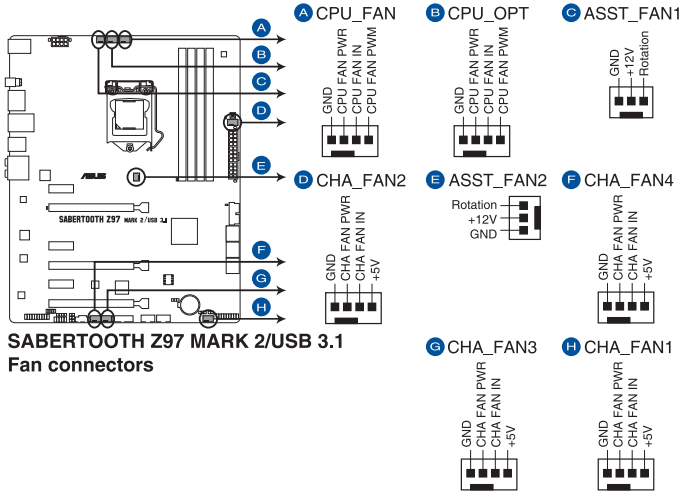 A CPU_FAN
GND
CPU FAN PWR
CPU FAN IN
CPU FAN PWM
B CPU_OPT
GND
CPU FAN PWR
CPU FAN IN
CPU FAN PWM
C ASST_FAN1
GND
+12V
Rotation
A
B
C
D
E
F
G
H
/SUS
SABERTOOTH Z97 MARK 2/USB 3.1
D CHA_FAN2
GND
CHA FAN PWR
CHA FAN IN
+5V
E ASST_FAN2
Rotation
+12V
GND
F CHA_FAN4
GND
CHA FAN PWR
CHA FAN IN
+5V
SABERTOOTH Z97 MARK 2/USB 3.1
Fan connectors
G CHA_FAN3
GND
CHA FAN PWR
CHA FAN IN
+5V
H CHA_FAN1
GND
CHA FAN PWR
CHA FAN IN
+5V